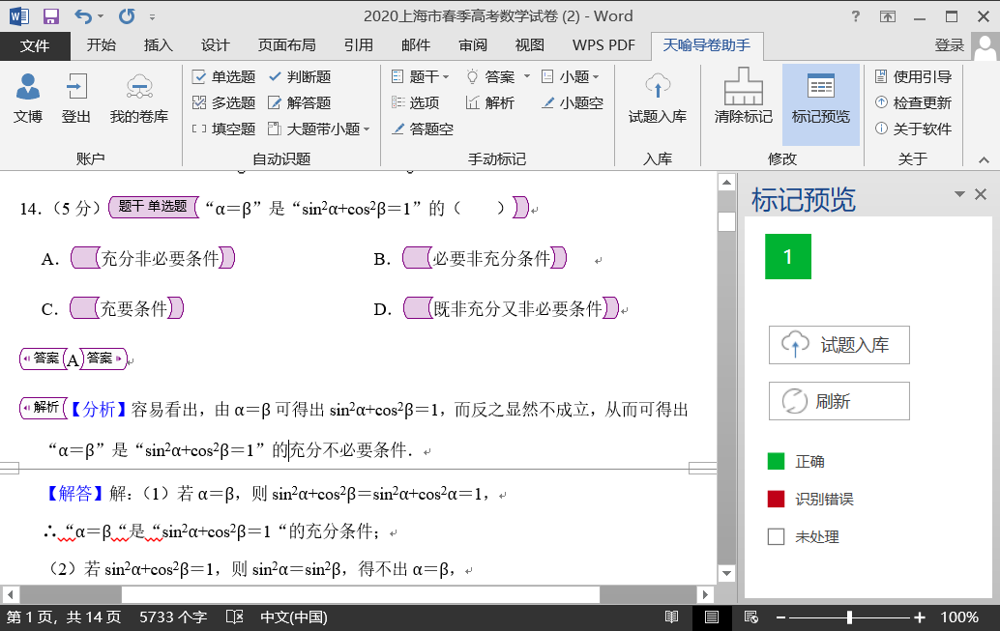 2020上海市春季高考数学试卷 (2) - Word
文件 开始 插入 设计 页面布局 引用 邮件 审阅 视图 WPS PDF 天喻导卷助手 登录
单选题 判断题 题干 答案 小题 使用引导
多选题 解答题 选项 解析 小题空 检查更新
文博 登出 我的卷库 试题入库 清除标记 标记预览
填空题 大题带小题 答题空 关于软件
账户 自动识题 手动标记 入库 修改 关于
14.（5 分） 题干 单选题 “α＝β”是“sin²α+cos²β＝1”的（　　）
A. 充分非必要条件 B. 必要非充分条件
C. 充要条件 D. 既非充分又非必要条件
答案 A 答案
解析 【分析】容易看出，由 α＝β 可得出 sin²α+cos²β＝1，而反之显然不成立，从而可得出
“α＝β”是“sin²α+cos²β＝1”的充分不必要条件．
【解答】解：（1）若 α＝β，则 sin²α+cos²β＝sin²α+cos²α＝1，
∴“α＝β“是“sin²α+cos²β＝1“的充分条件；
（2）若 sin²α+cos²β＝1，则 sin²α＝sin²β，得不出 α＝β，
标记预览
1
试题入库
刷新
正确
识别错误
未处理
第 1 页，共 14 页 5733 个字 中文(中国) 100%